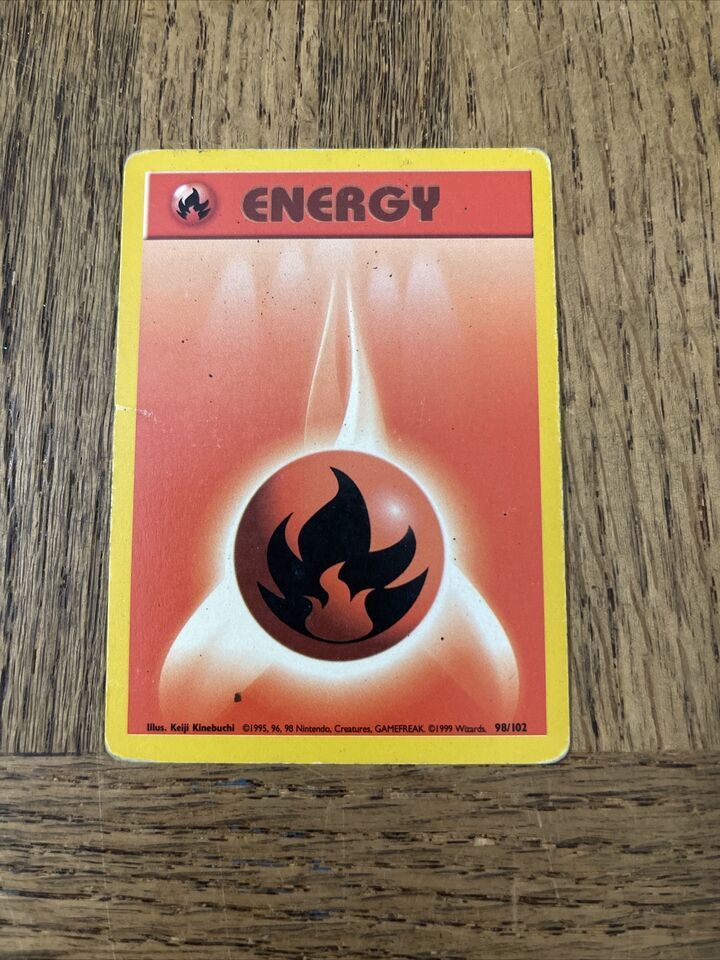 ENERGY
Illus. Keiji Kinebuchi ©1995, 96, 98 Nintendo, Creatures, GAMEFREAK. ©1999 Wizards. 98/102